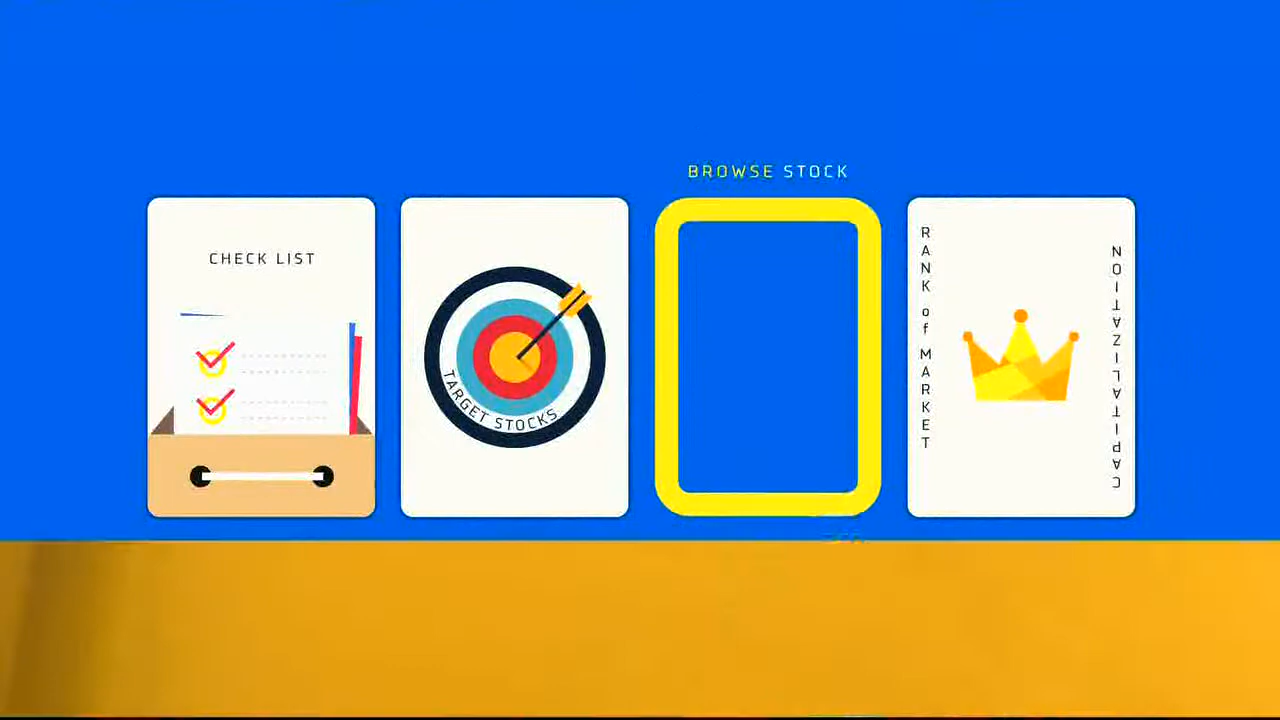 BROWSE STOCK
CHECK LIST
TARGET STOCKS
RANK of MARKET
CAPITALIZATION